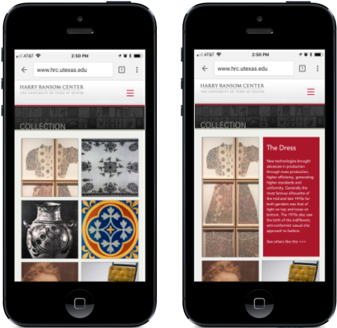 AT&T 2:50 PM
www.hrc.utexas.edu
HARRY RANSOM CENTER
THE UNIVERSITY OF TEXAS AT AUSTIN
COLLECTION
AT&T 2:50 PM
www.hrc.utexas.edu
HARRY RANSOM CENTER
THE UNIVERSITY OF TEXAS AT AUSTIN
COLLECTION
The Dress
New technologies brought
advances in production
through mass production,
higher efficiency, generating
higher standards and
uniformity. Generally the
most famous silhouette of
the mid and late 1970s for
both genders was that of
tight on top and loose on
bottom. The 1970s also saw
the birth of the indifferent,
anti-conformist casual chic
approach to fashion.
See others like this >>>